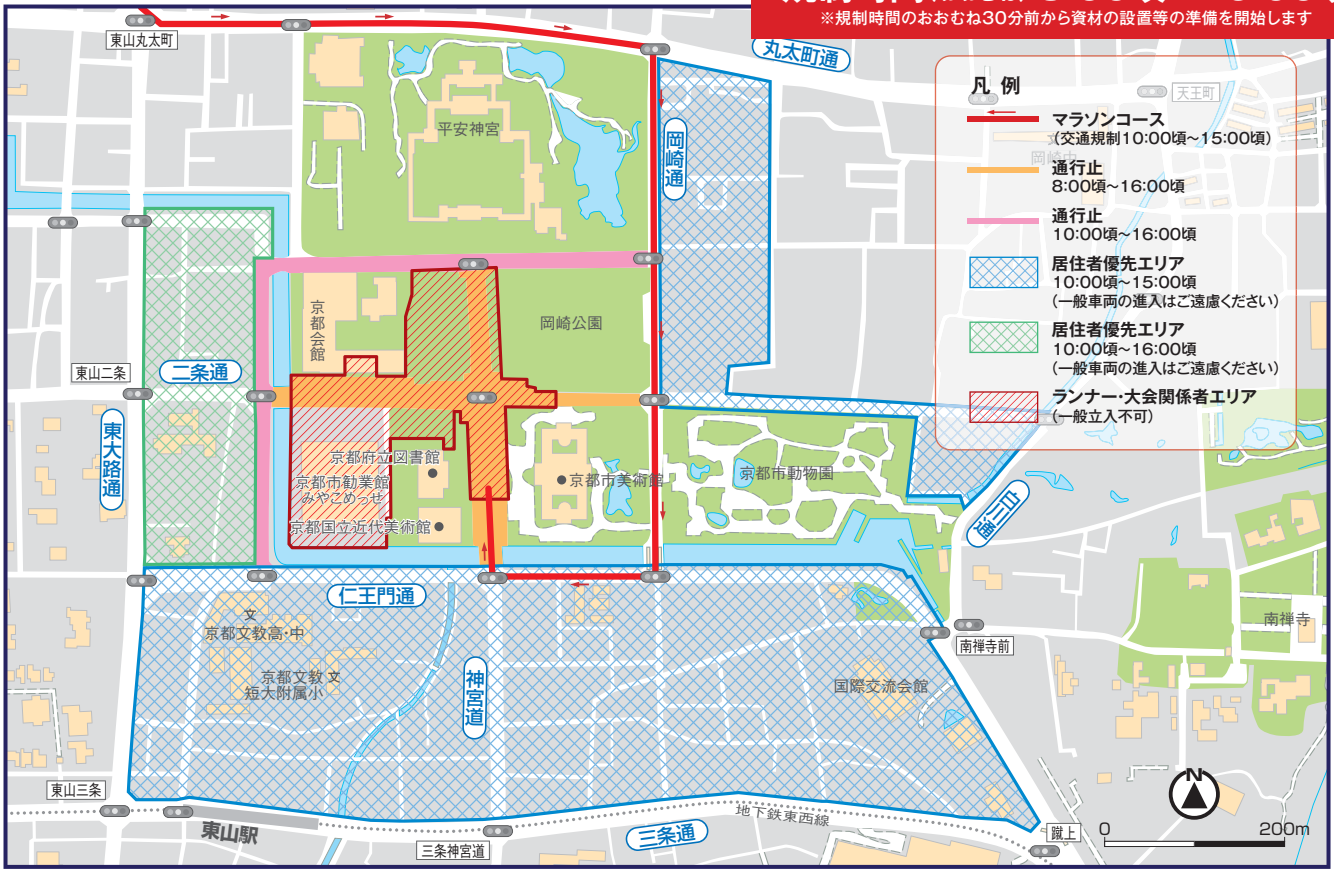 ※規制時間のおおむね30分前から資材の設置等の準備を開始します
東山丸太町
丸太町通
凡 例
天王町
マラソンコース
(交通規制10:00頃～15:00頃)
通行止
8:00頃～16:00頃
通行止
10:00頃～16:00頃
居住者優先エリア
10:00頃～15:00頃
(一般車両の進入はご遠慮ください)
居住者優先エリア
10:00頃～16:00頃
(一般車両の進入はご遠慮ください)
ランナー・大会関係者エリア
(一般立入不可)
平安神宮
岡崎通
京都会館
岡崎公園
東山二条
二条通
東大路通
京都府立図書館
京都市勧業館
みやこめっせ
京都国立近代美術館
京都市美術館
京都市動物園
白川通
仁王門通
文
京都文教高・中
京都文教 文
短大附属小
神宮道
国際交流会館
南禅寺前
南禅寺
東山三条
東山駅
三条神宮道
三条通
地下鉄東西線
蹴上
N
0 200m